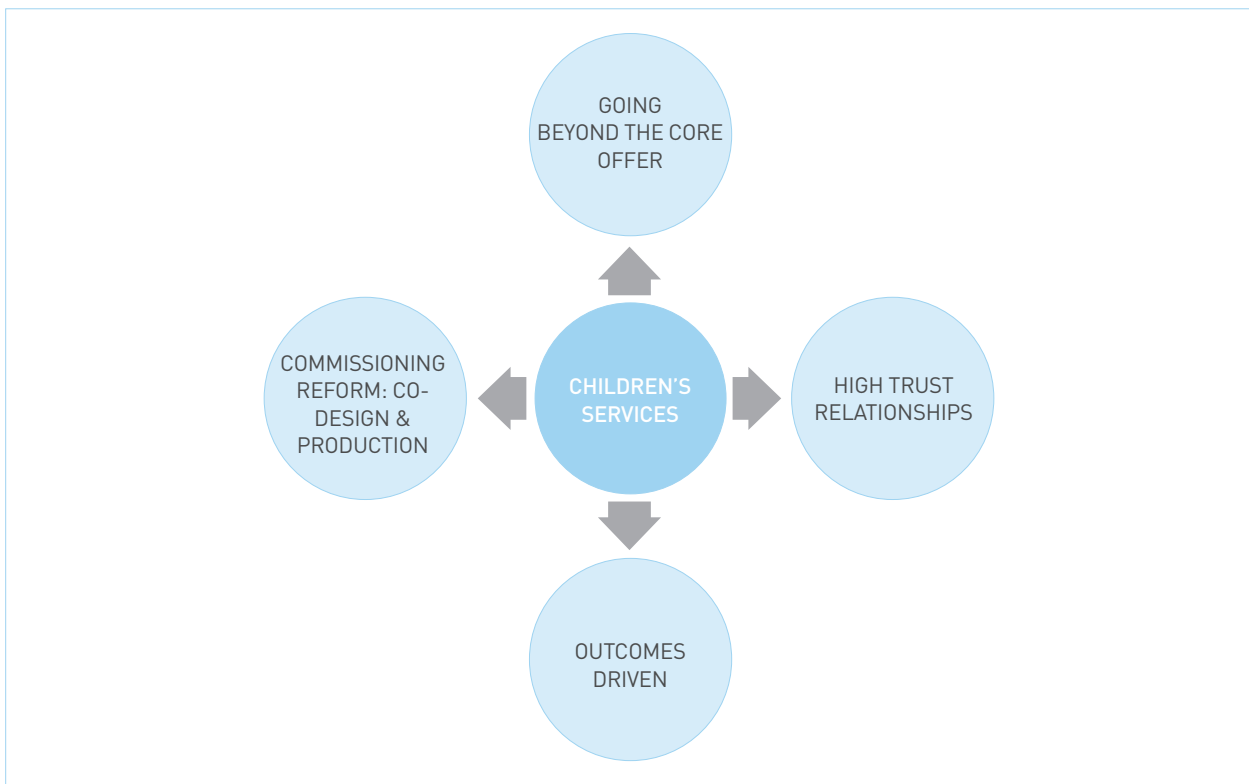 GOING
BEYOND THE CORE
OFFER
COMMISSIONING
REFORM: CO-
DESIGN &
PRODUCTION
CHILDREN’S
SERVICES
HIGH TRUST
RELATIONSHIPS
OUTCOMES
DRIVEN